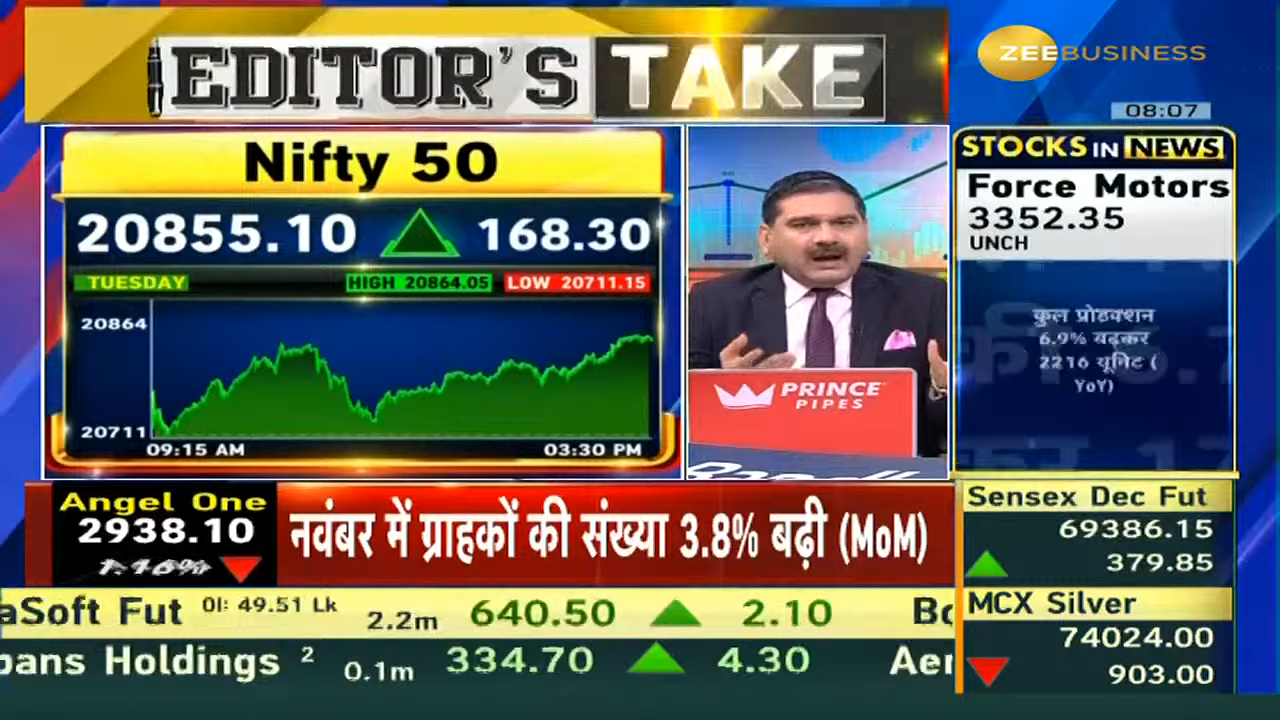 EDITOR'S TAKE
ZEEBUSINESS
08:07
Nifty 50
20855.10 168.30
TUESDAY HIGH 20864.05 LOW 20711.15
20864
20711
09:15 AM 03:30 PM
PRINCE
PIPES
STOCKS IN NEWS
Force Motors
3352.35
UNCH
कुल प्रोडक्शन
6.9% बढ़कर
2216 यूनिट (
YoY)
Angel One
2938.10
नवंबर में ग्राहकों की संख्या 3.8% बढ़ी (MoM)
Sensex Dec Fut
69386.15
379.85
MCX Silver
74024.00
903.00
aSoft Fut OI: 49.51 Lk 2.2m 640.50 2.10 Bo
pans Holdings 2 0.1m 334.70 4.30 Aer